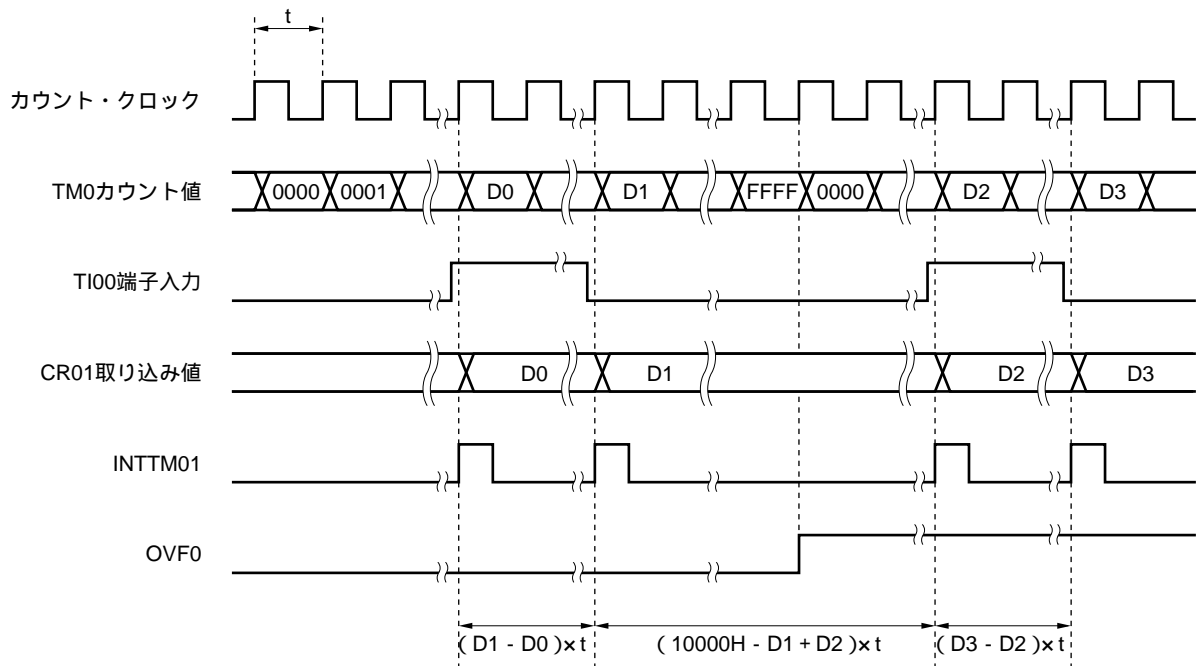 t
カウント・クロック
TM0カウント値
0000 0001 D0 D1 FFFF 0000 D2 D3
TI00端子入力
CR01取り込み値
D0 D1 D2 D3
INTTM01
OVF0
( D1 - D0 )×t ( 10000H - D1 + D2 )×t ( D3 - D2 )×t